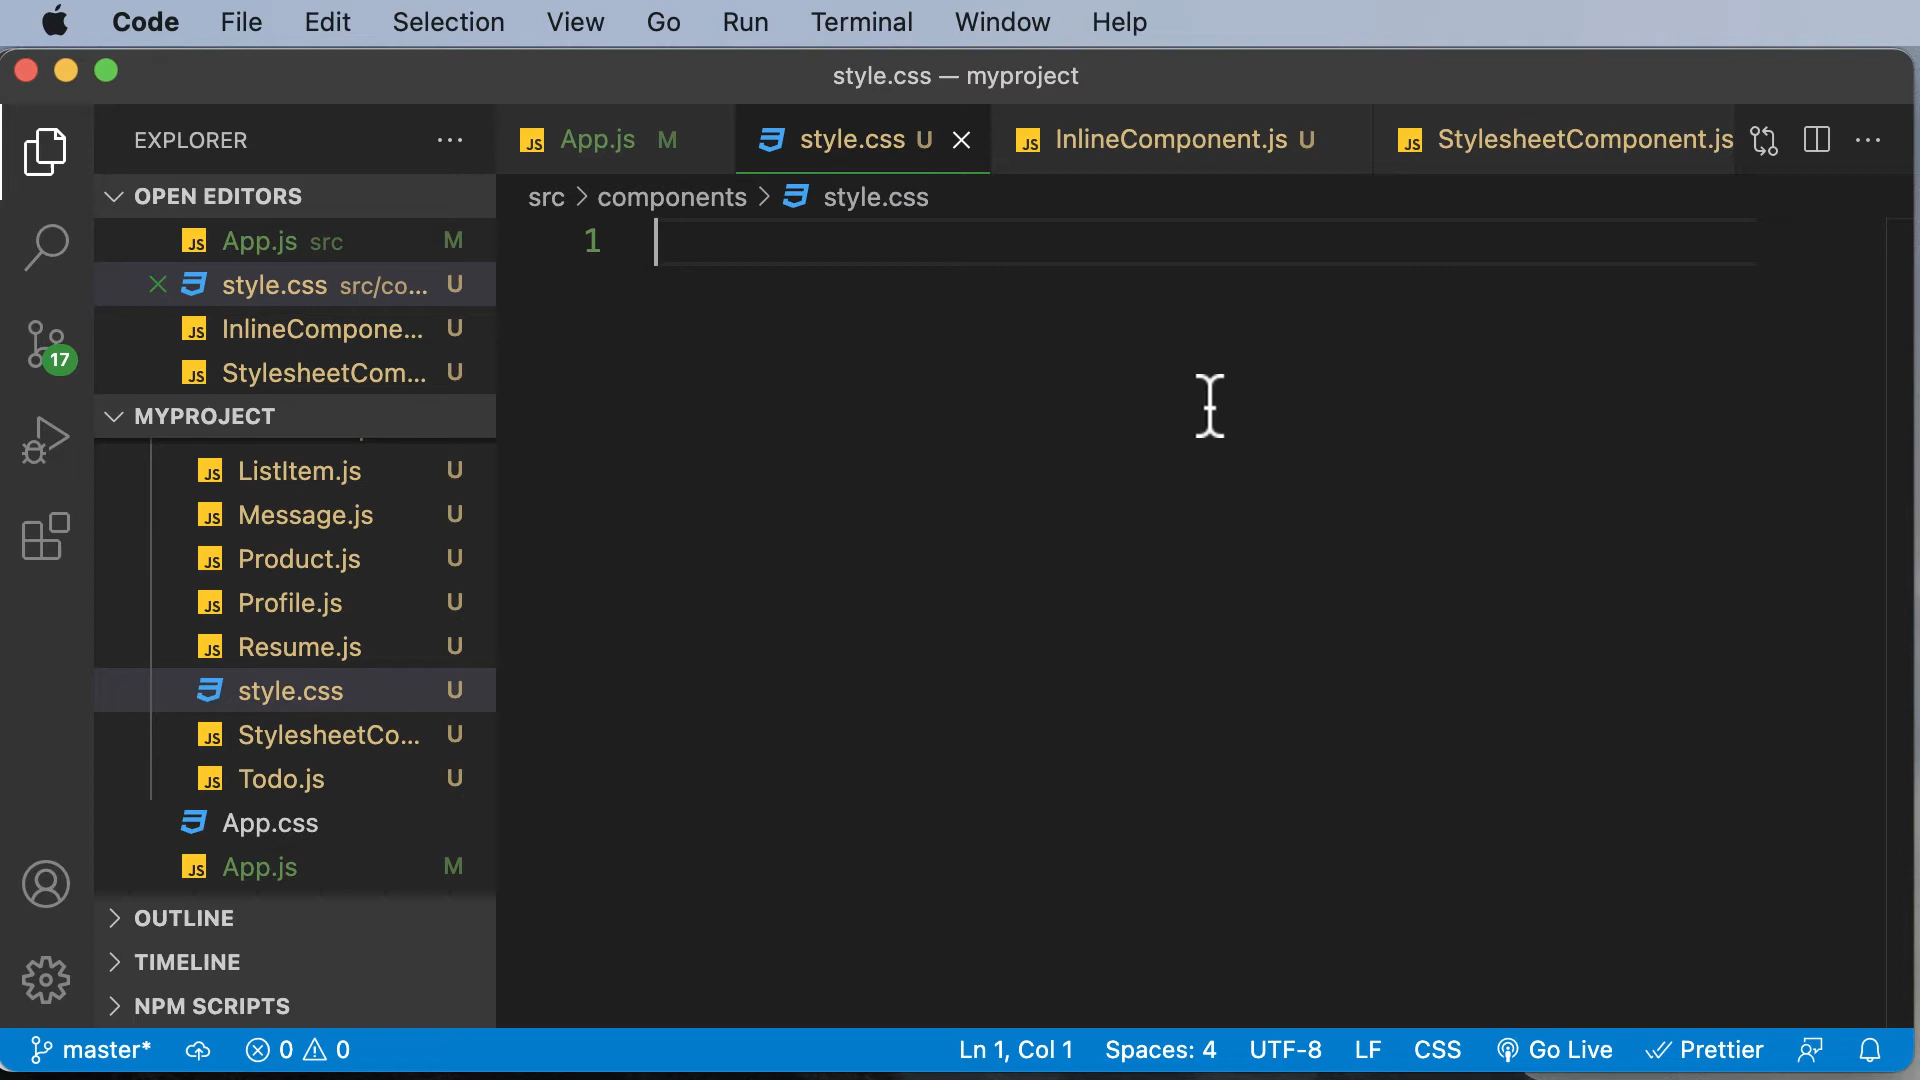 Code File Edit Selection View Go Run Terminal Window Help
style.css — myproject
EXPLORER
App.js M
style.css U
InlineComponent.js U
StylesheetComponent.js
OPEN EDITORS
App.js src M
style.css src/co... U
InlineCompone... U
StylesheetCom... U
src > components > style.css
1
MYPROJECT
ListItem.js U
Message.js U
Product.js U
Profile.js U
Resume.js U
style.css U
StylesheetCo... U
Todo.js U
App.css
App.js M
OUTLINE
TIMELINE
NPM SCRIPTS
17
master* 0 0 Ln 1, Col 1 Spaces: 4 UTF-8 LF CSS Go Live Prettier